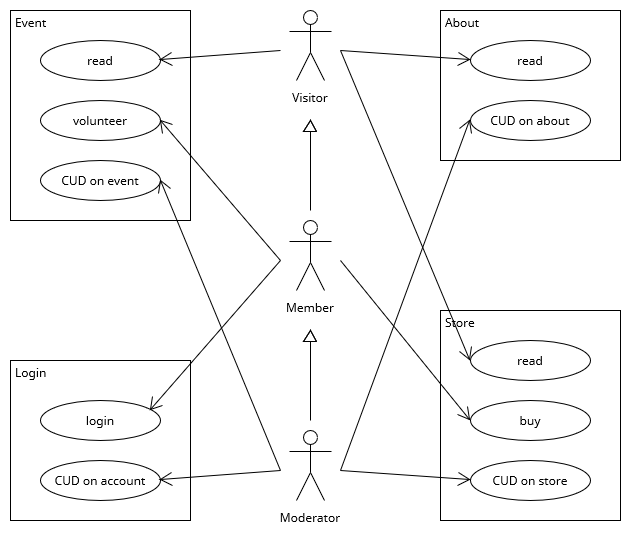 Event
read
volunteer
CUD on event
Visitor
About
read
CUD on about
Member
Login
login
CUD on account
Moderator
Store
read
buy
CUD on store